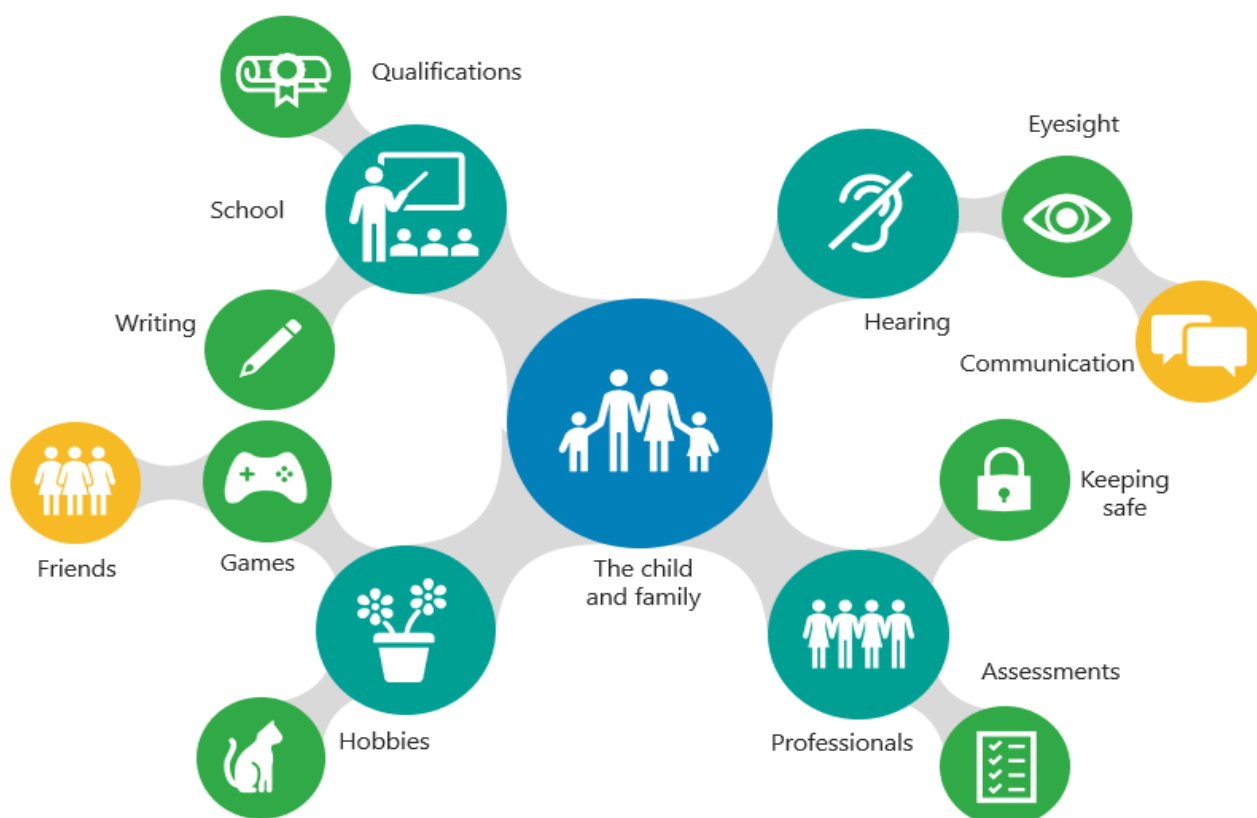 Qualifications
Eyesight
School
Hearing
Writing
Communication
Keeping
safe
Games
Friends
The child
and family
Assessments
Hobbies
Professionals